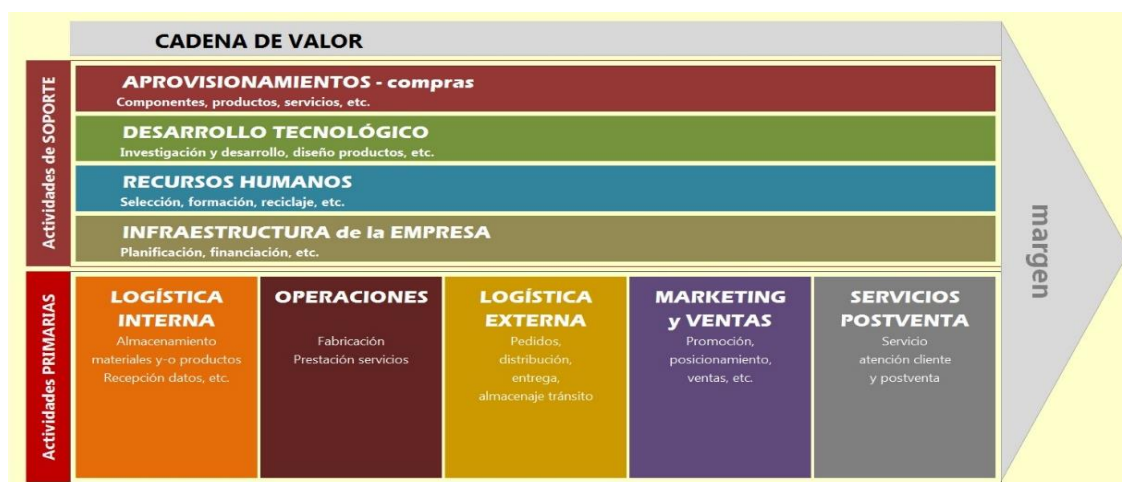 CADENA DE VALOR
Actividades de SOPORTE
APROVISIONAMIENTOS - compras
Componentes, productos, servicios, etc.
DESARROLLO TECNOLÓGICO
Investigación y desarrollo, diseño productos, etc.
RECURSOS HUMANOS
Selección, formación, reciclaje, etc.
INFRAESTRUCTURA de la EMPRESA
Planificación, financiación, etc.
Actividades PRIMARIAS
LOGÍSTICA
INTERNA
Almacenamiento
materiales y-o productos
Recepción datos, etc.
OPERACIONES
Fabricación
Prestación servicios
LOGÍSTICA
EXTERNA
Pedidos,
distribución,
entrega,
almacenaje tránsito
MARKETING
y VENTAS
Promoción,
posicionamiento,
ventas, etc.
SERVICIOS
POSTVENTA
Servicio
atención cliente
y postventa
margen